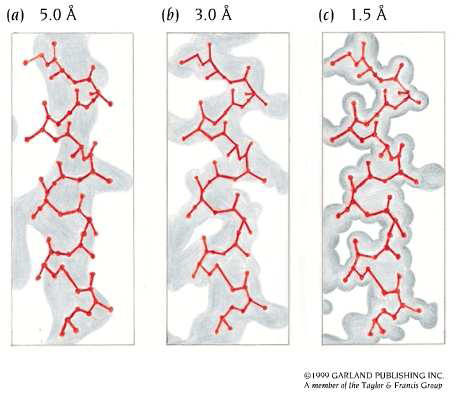 (a) 5.0 Å (b) 3.0 Å (c) 1.5 Å
©1999 GARLAND PUBLISHING INC.
A member of the Taylor & Francis Group